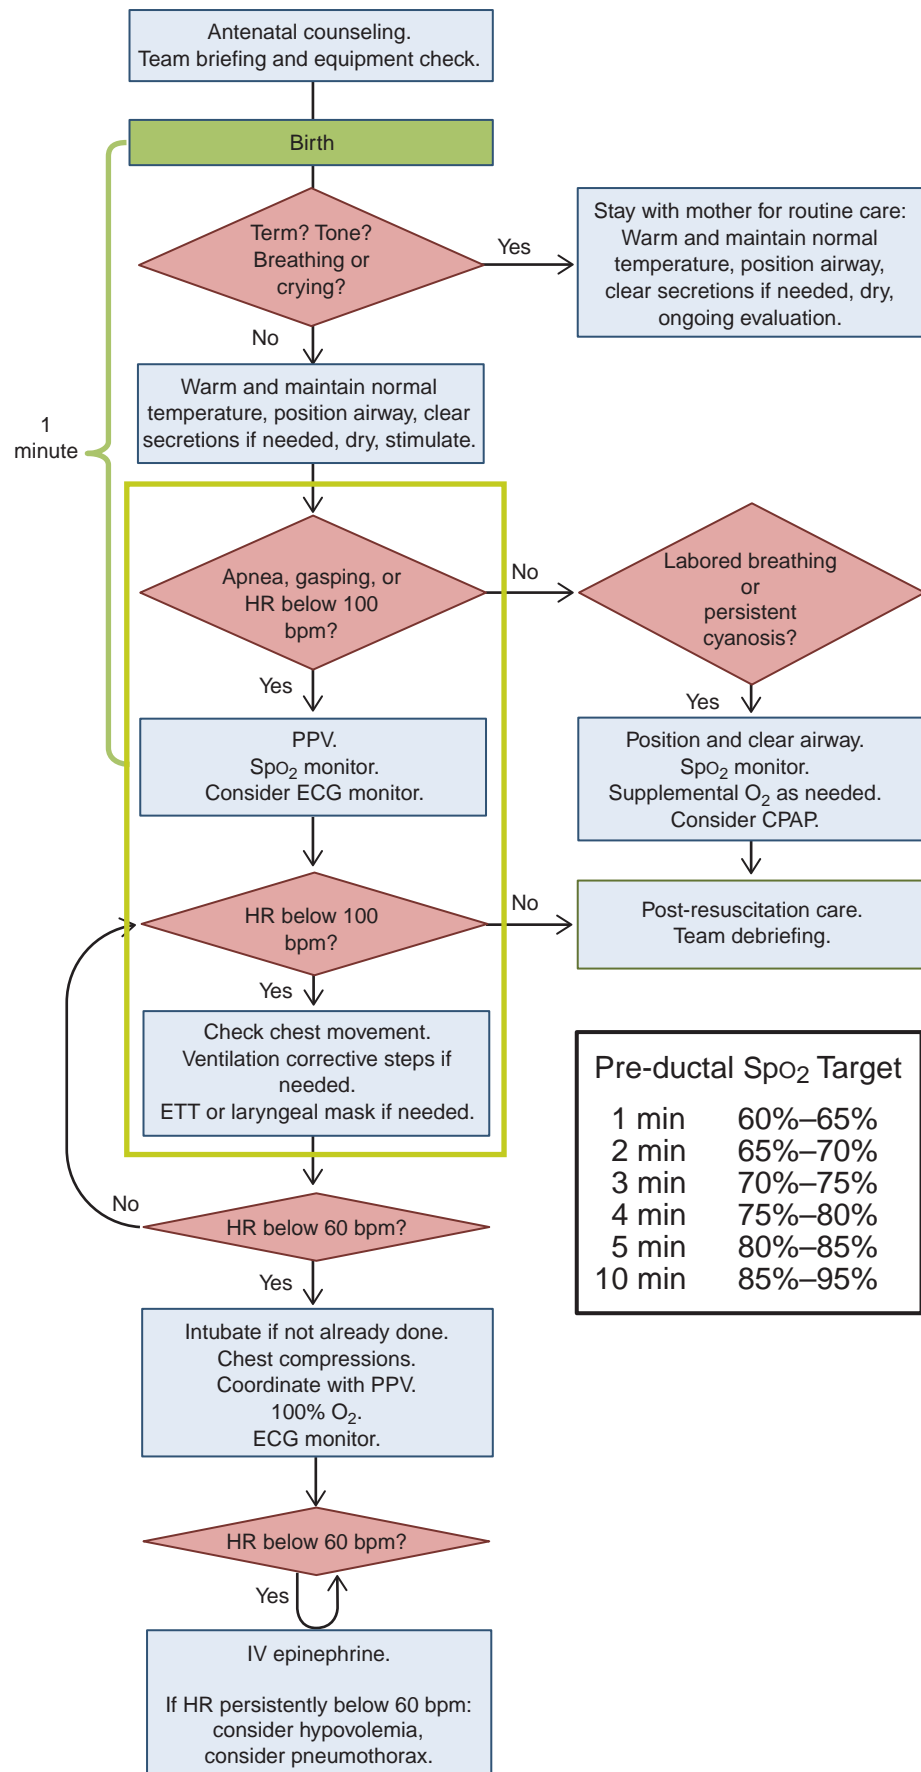 Antenatal counseling.
Team briefing and equipment check.
Birth
Term? Tone?
Breathing or
crying?
Yes
Stay with mother for routine care:
Warm and maintain normal
temperature, position airway,
clear secretions if needed, dry,
ongoing evaluation.
No
Warm and maintain normal
temperature, position airway, clear
secretions if needed, dry, stimulate.
1
minute
Apnea, gasping, or
HR below 100
bpm?
No
Labored breathing
or
persistent
cyanosis?
Yes
Yes
PPV.
SpO2 monitor.
Consider ECG monitor.
Position and clear airway.
SpO2 monitor.
Supplemental O2 as needed.
Consider CPAP.
HR below 100
bpm?
No
Post-resuscitation care.
Team debriefing.
Yes
Check chest movement.
Ventilation corrective steps if
needed.
ETT or laryngeal mask if needed.
Pre-ductal SpO2 Target
1 min 60%–65%
2 min 65%–70%
3 min 70%–75%
4 min 75%–80%
5 min 80%–85%
10 min 85%–95%
No
HR below 60 bpm?
Yes
Intubate if not already done.
Chest compressions.
Coordinate with PPV.
100% O2.
ECG monitor.
HR below 60 bpm?
Yes
IV epinephrine.
If HR persistently below 60 bpm:
consider hypovolemia,
consider pneumothorax.